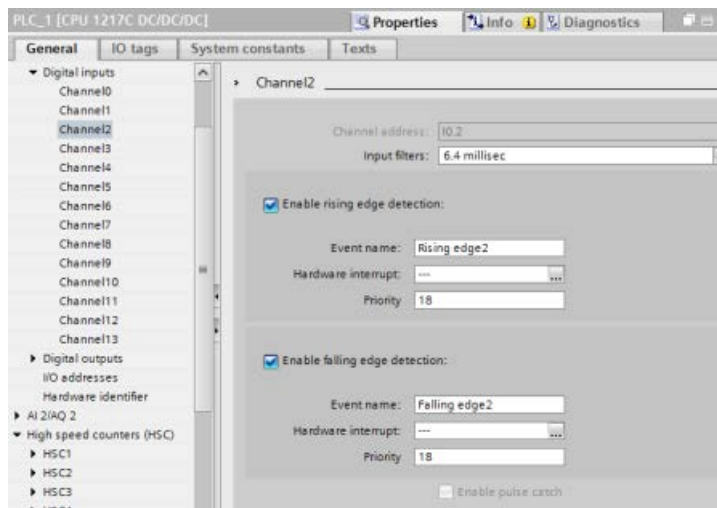 PLC_1 [CPU 1217C DC/DC/DC]
Properties
Info
Diagnostics
General
IO tags
System constants
Texts
Digital inputs
Channel0
Channel1
Channel2
Channel3
Channel4
Channel5
Channel6
Channel7
Channel8
Channel9
Channel10
Channel11
Channel12
Channel13
Digital outputs
I/O addresses
Hardware identifier
AI 2/AQ 2
High speed counters (HSC)
HSC1
HSC2
HSC3
Channel2
Channel address: I0.2
Input filters: 6.4 millisec
Enable rising edge detection:
Event name: Rising edge2
Hardware interrupt: --- ...
Priority 18
Enable falling edge detection:
Event name: Falling edge2
Hardware interrupt: --- ...
Priority 18
Enable pulse catch